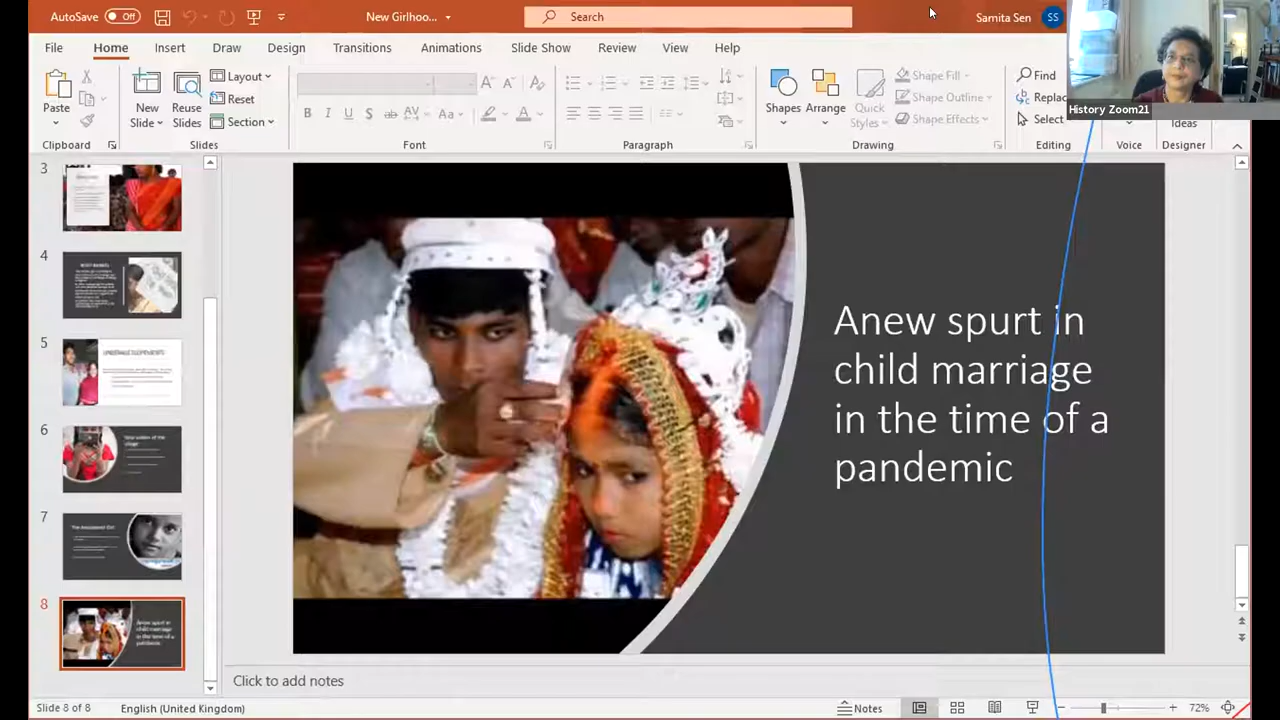 AutoSave Off New Girlhoo... Search Samita Sen SS
File Home Insert Draw Design Transitions Animations Slide Show Review View Help
History Zoom21
Paste
New Slide
Reuse Slides
Layout
Reset
Section
Shapes Arrange Quick Styles
Shape Fill
Shape Outline
Shape Effects
Find
Replac
Select
Ideas
Clipboard Slides Font Paragraph Drawing Editing Voice Designer
3
4
5
6
7
8
Anew spurt in
child marriage
in the time of a
pandemic
Click to add notes
Slide 8 of 8 English (United Kingdom) Notes 72%